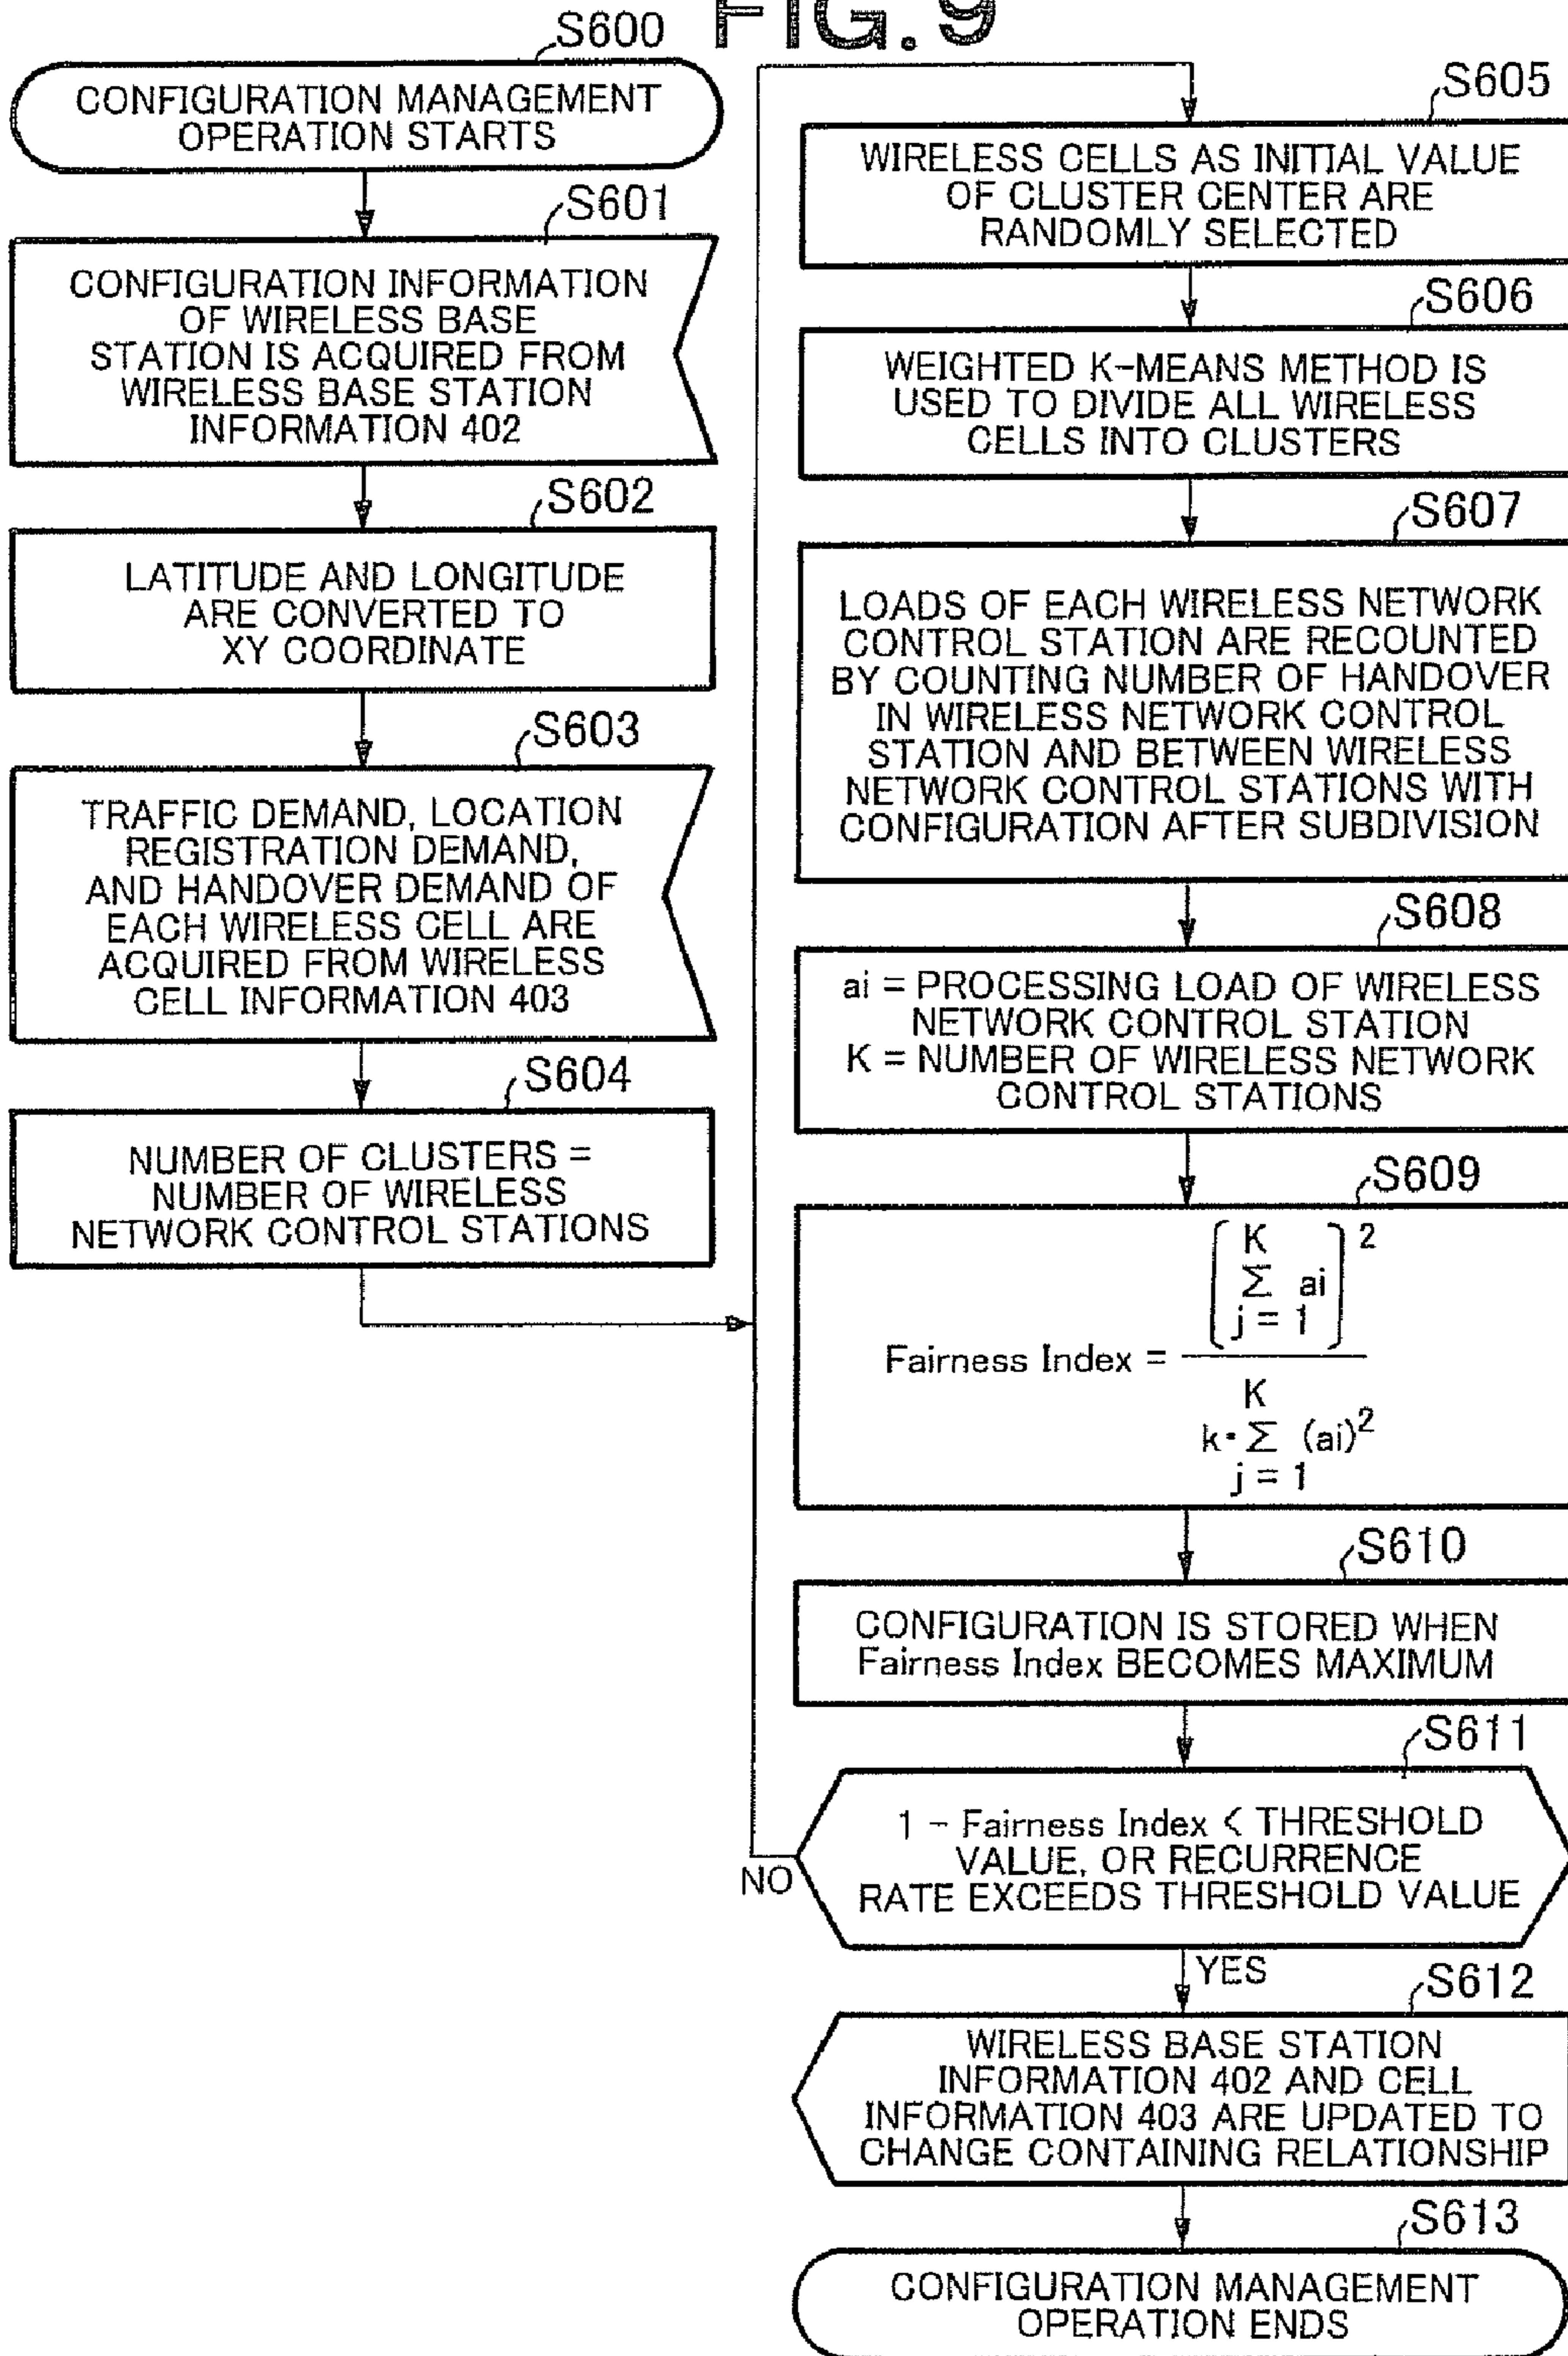 FIG. 9
S600
CONFIGURATION MANAGEMENT
OPERATION STARTS
S601
CONFIGURATION INFORMATION
OF WIRELESS BASE
STATION IS ACQUIRED FROM
WIRELESS BASE STATION
INFORMATION 402
S602
LATITUDE AND LONGITUDE
ARE CONVERTED TO
XY COORDINATE
S603
TRAFFIC DEMAND, LOCATION
REGISTRATION DEMAND,
AND HANDOVER DEMAND OF
EACH WIRELESS CELL ARE
ACQUIRED FROM WIRELESS
CELL INFORMATION 403
S604
NUMBER OF CLUSTERS =
NUMBER OF WIRELESS
NETWORK CONTROL STATIONS
S605
WIRELESS CELLS AS INITIAL VALUE
OF CLUSTER CENTER ARE
RANDOMLY SELECTED
S606
WEIGHTED K-MEANS METHOD IS
USED TO DIVIDE ALL WIRELESS
CELLS INTO CLUSTERS
S607
LOADS OF EACH WIRELESS NETWORK
CONTROL STATION ARE RECOUNTED
BY COUNTING NUMBER OF HANDOVER
IN WIRELESS NETWORK CONTROL
STATION AND BETWEEN WIRELESS
NETWORK CONTROL STATIONS WITH
CONFIGURATION AFTER SUBDIVISION
S608
ai = PROCESSING LOAD OF WIRELESS
NETWORK CONTROL STATION
K = NUMBER OF WIRELESS NETWORK
CONTROL STATIONS
S609
K 2
Σ ai
j = 1
Fairness Index =
K
k・Σ (ai)2
j = 1
S610
CONFIGURATION IS STORED WHEN
Fairness Index BECOMES MAXIMUM
S611
1 - Fairness Index < THRESHOLD
VALUE, OR RECURRENCE
RATE EXCEEDS THRESHOLD VALUE
NO
YES
S612
WIRELESS BASE STATION
INFORMATION 402 AND CELL
INFORMATION 403 ARE UPDATED TO
CHANGE CONTAINING RELATIONSHIP
S613
CONFIGURATION MANAGEMENT
OPERATION ENDS